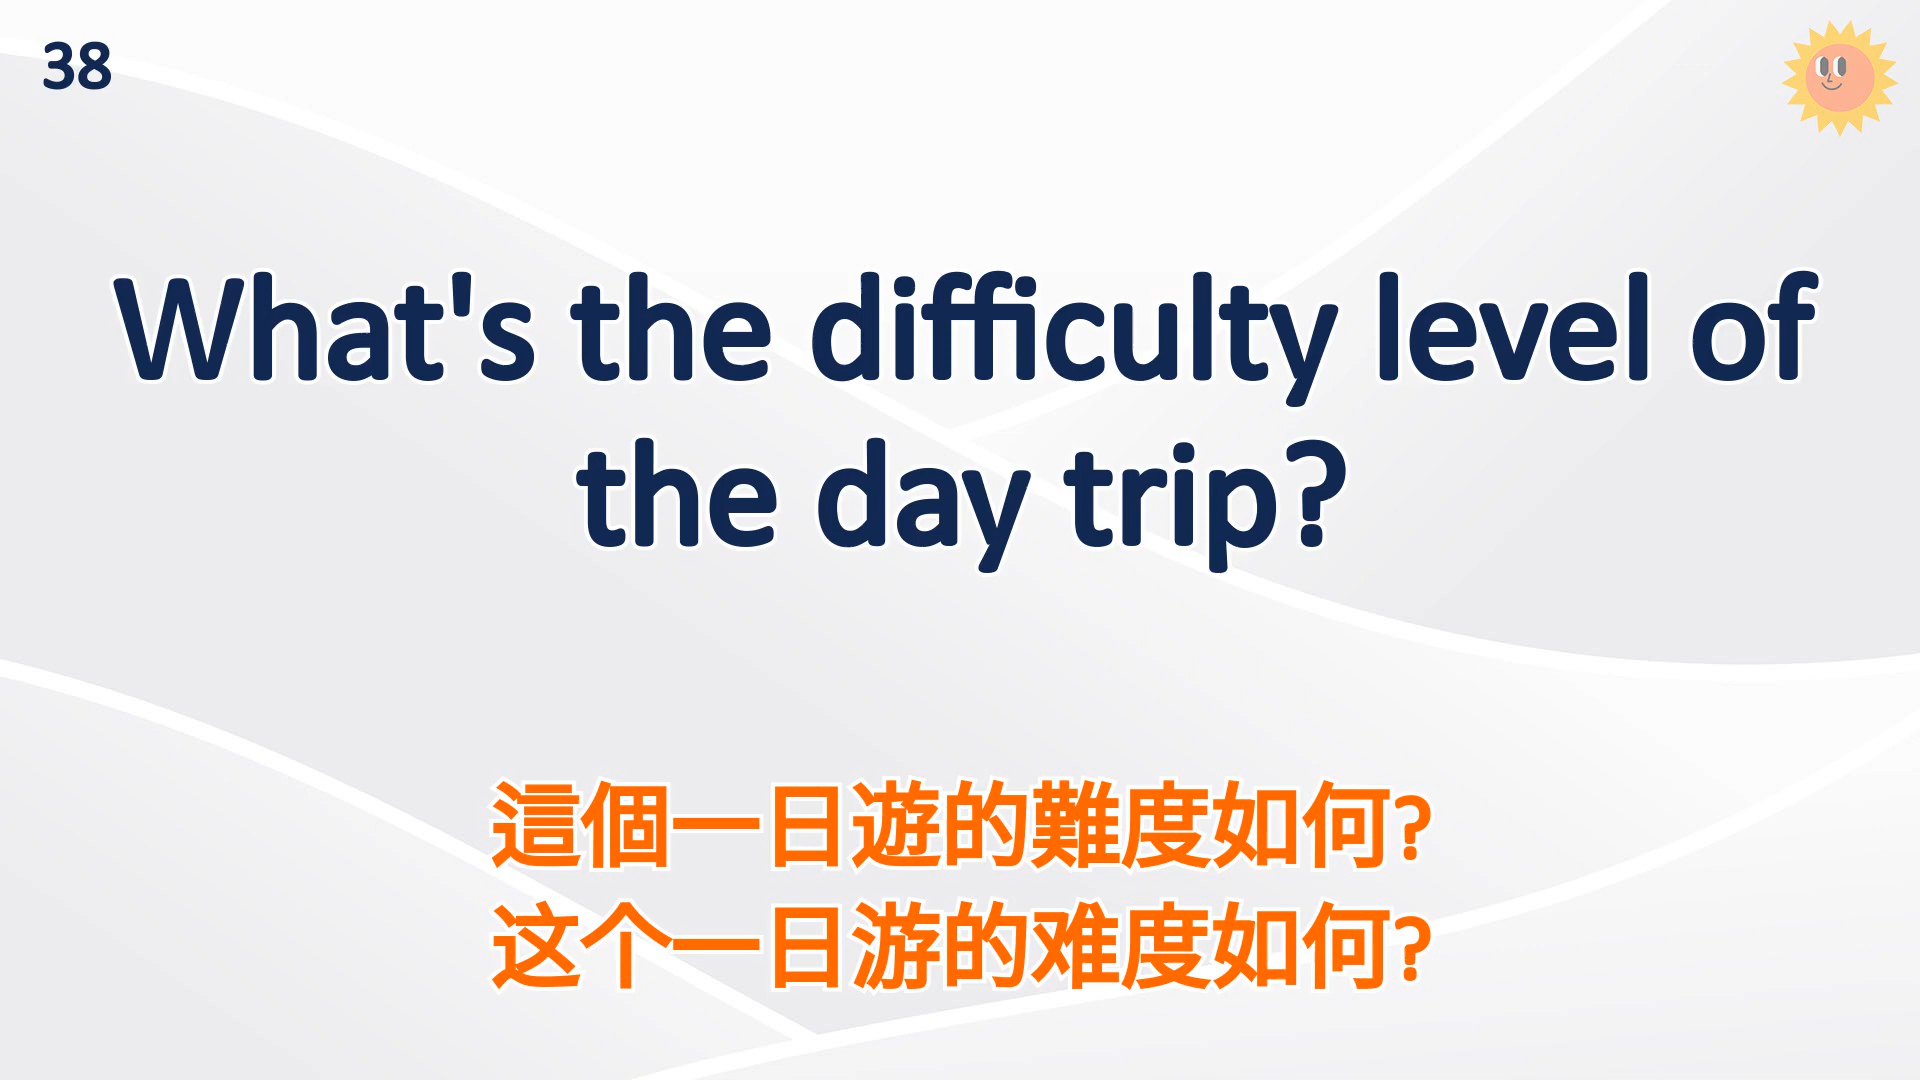 38
What's the difficulty level of
the day trip?
這個一日遊的難度如何?
这个一日游的难度如何?